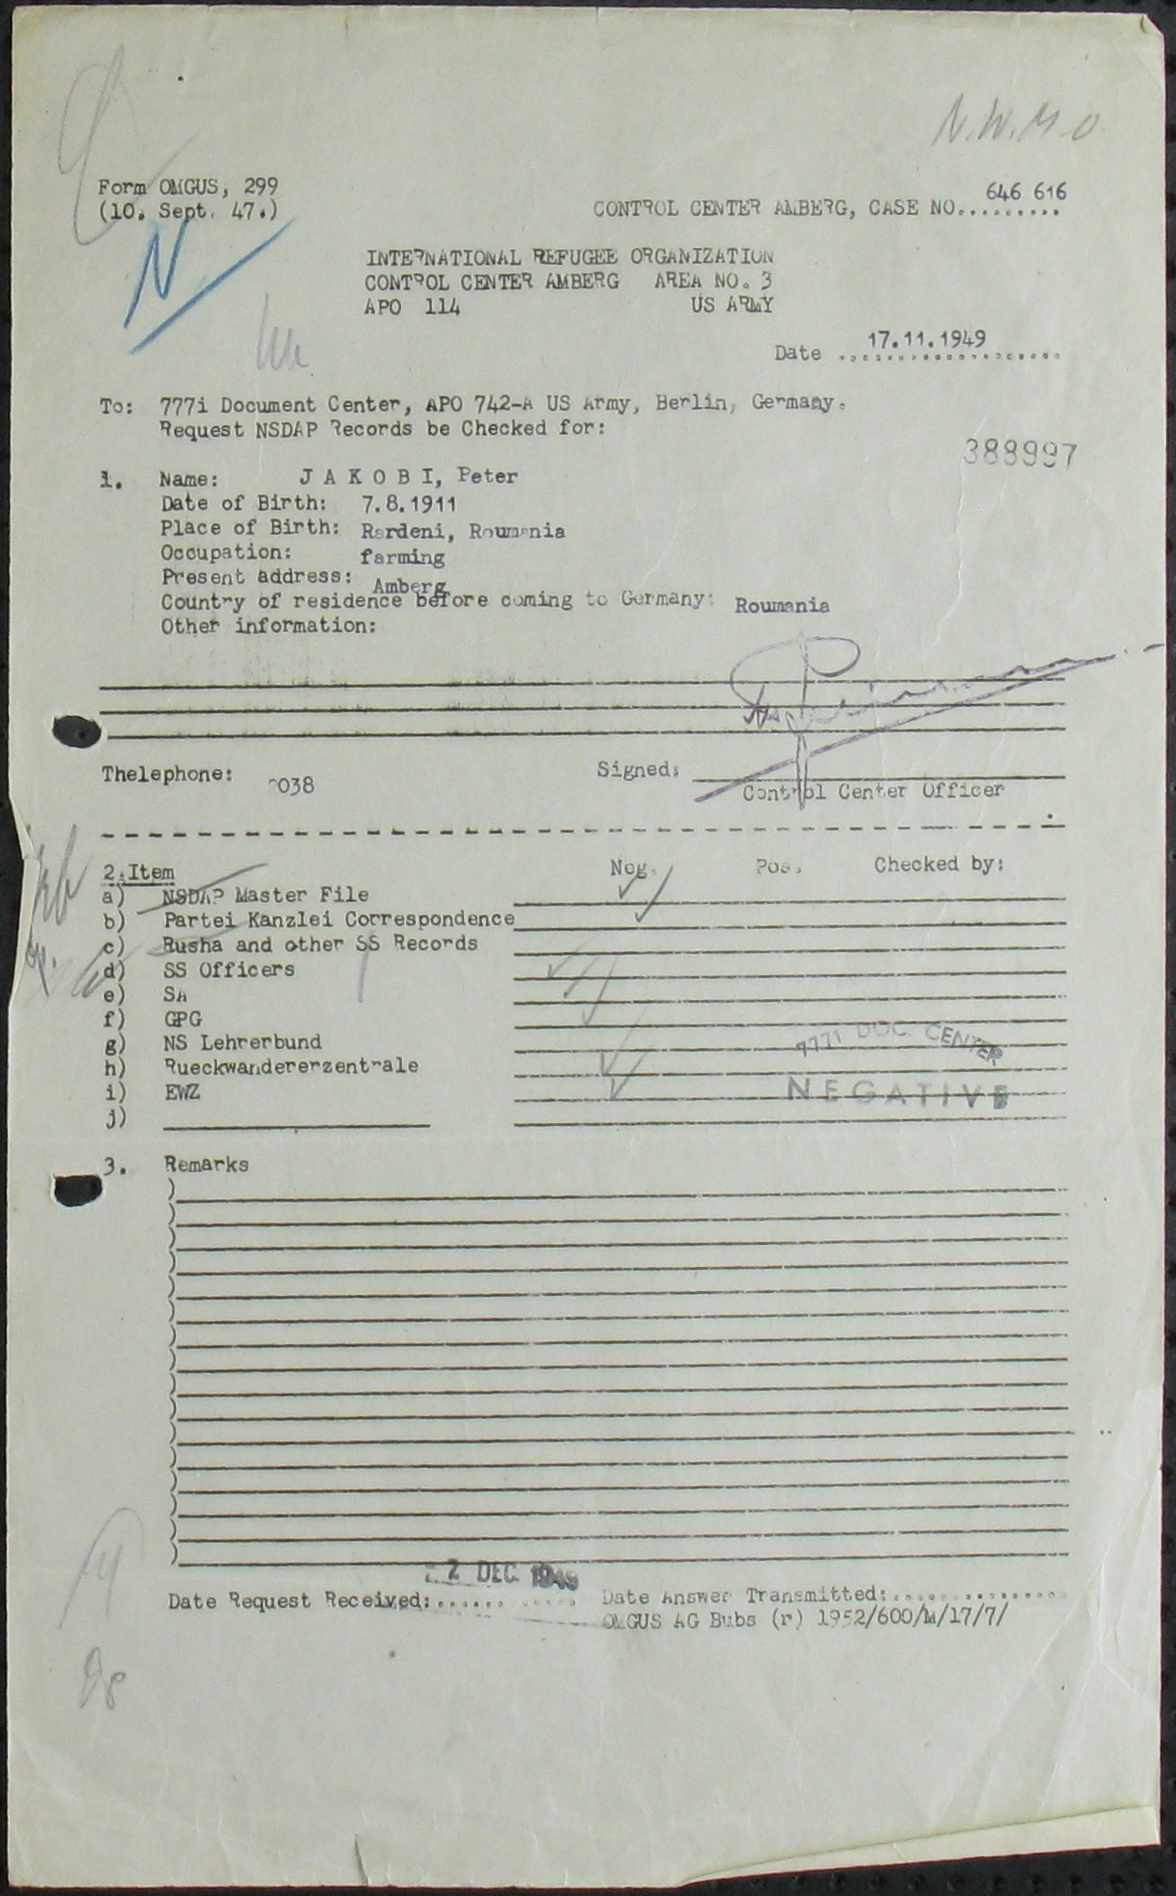 N.W.M.O.
Form OMGUS, 299
(10. Sept. 47.)
646 616
CONTROL CENTER AMBERG, CASE NO.........
N
INTERNATIONAL REFUGEE ORGANIZATION
CONTROL CENTER AMBERG AREA NO. 3
APO 114 US ARMY
17.11.1949
Date ......................
To: 777i Document Center, APO 742-A US Army, Berlin, Germany.
Request NSDAP Records be Checked for:
388997
1. Name: J A K O B I, Peter
Date of Birth: 7.8.1911
Place of Birth: Rardeni, Roumania
Occupation: farming
Present address: Amberg
Country of residence before coming to Germany: Roumania
Other information:
Thelephone: 038
Signed:
Control Center Officer
2.Item Neg. Pos. Checked by:
a) NSDAP Master File
b) Partei Kanzlei Correspondence
c) Rusha and other SS Records
d) SS Officers
e) SA
f) GPG
g) NS Lehrerbund
7771 DOC. CENTER
h) Rueckwandererzentrale
i) EWZ
NEGATIVE
j)
3. Remarks
2 DEC 1949
Date Request Received:............ Date Answer Transmitted:...............
OMGUS AG Bubs (r) 1952/600/M/17/7/